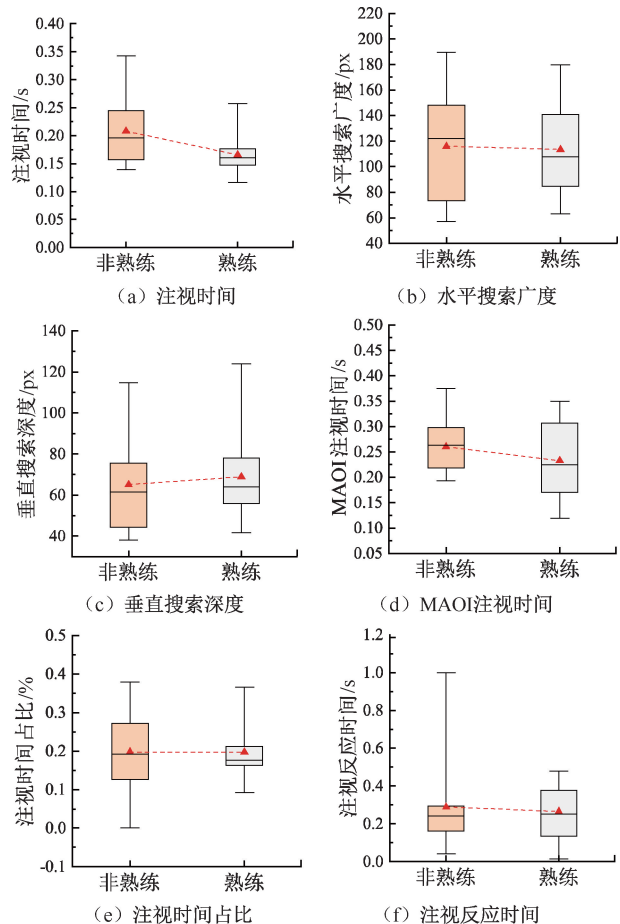 0.40
0.35
0.30
0.25
0.20
0.15
0.10
0.05
0.00
注视时间/s
非熟练 熟练
(a) 注视时间
220
200
180
160
140
120
100
80
60
40
水平搜索广度/px
非熟练 熟练
(b) 水平搜索广度
140
120
100
80
60
40
垂直搜索深度/px
非熟练 熟练
(c) 垂直搜索深度
0.50
0.45
0.40
0.35
0.30
0.25
0.20
0.15
0.10
0.05
MAOI 注视时间/s
非熟练 熟练
(d) MAOI注视时间
0.5
0.4
0.3
0.2
0.1
0.0
-0.1
注视时间占比/%
非熟练 熟练
(e) 注视时间占比
1.2
1.0
0.8
0.6
0.4
0.2
0.0
注视反应时间/s
非熟练 熟练
(f) 注视反应时间